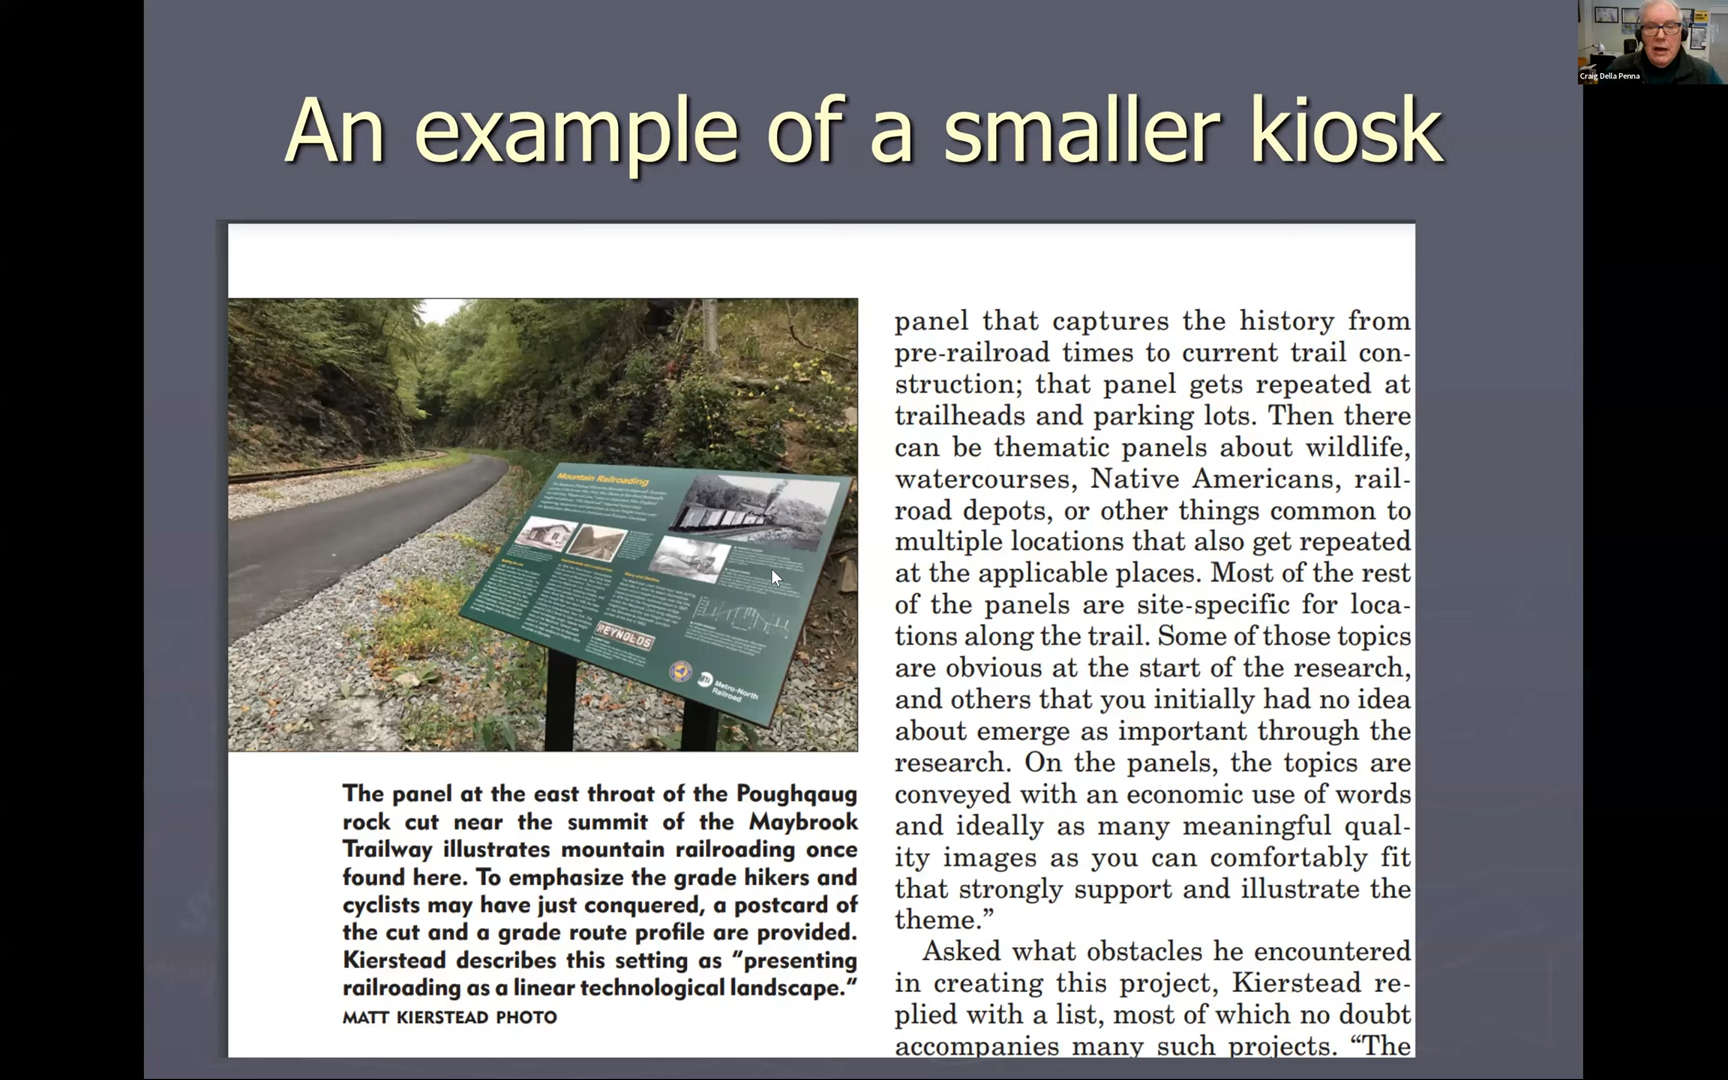 Craig Della Penna
An example of a smaller kiosk
Mountain Railroading
REYNOLDS
MTA Metro-North
Railroad
The panel at the east throat of the Poughqaug
rock cut near the summit of the Maybrook
Trailway illustrates mountain railroading once
found here. To emphasize the grade hikers and
cyclists may have just conquered, a postcard of
the cut and a grade route profile are provided.
Kierstead describes this setting as “presenting
railroading as a linear technological landscape.”
MATT KIERSTEAD PHOTO
panel that captures the history from
pre-railroad times to current trail con-
struction; that panel gets repeated at
trailheads and parking lots. Then there
can be thematic panels about wildlife,
watercourses, Native Americans, rail-
road depots, or other things common to
multiple locations that also get repeated
at the applicable places. Most of the rest
of the panels are site-specific for loca-
tions along the trail. Some of those topics
are obvious at the start of the research,
and others that you initially had no idea
about emerge as important through the
research. On the panels, the topics are
conveyed with an economic use of words
and ideally as many meaningful qual-
ity images as you can comfortably fit
that strongly support and illustrate the
theme.”
Asked what obstacles he encountered
in creating this project, Kierstead re-
plied with a list, most of which no doubt
accompanies many such projects. “The